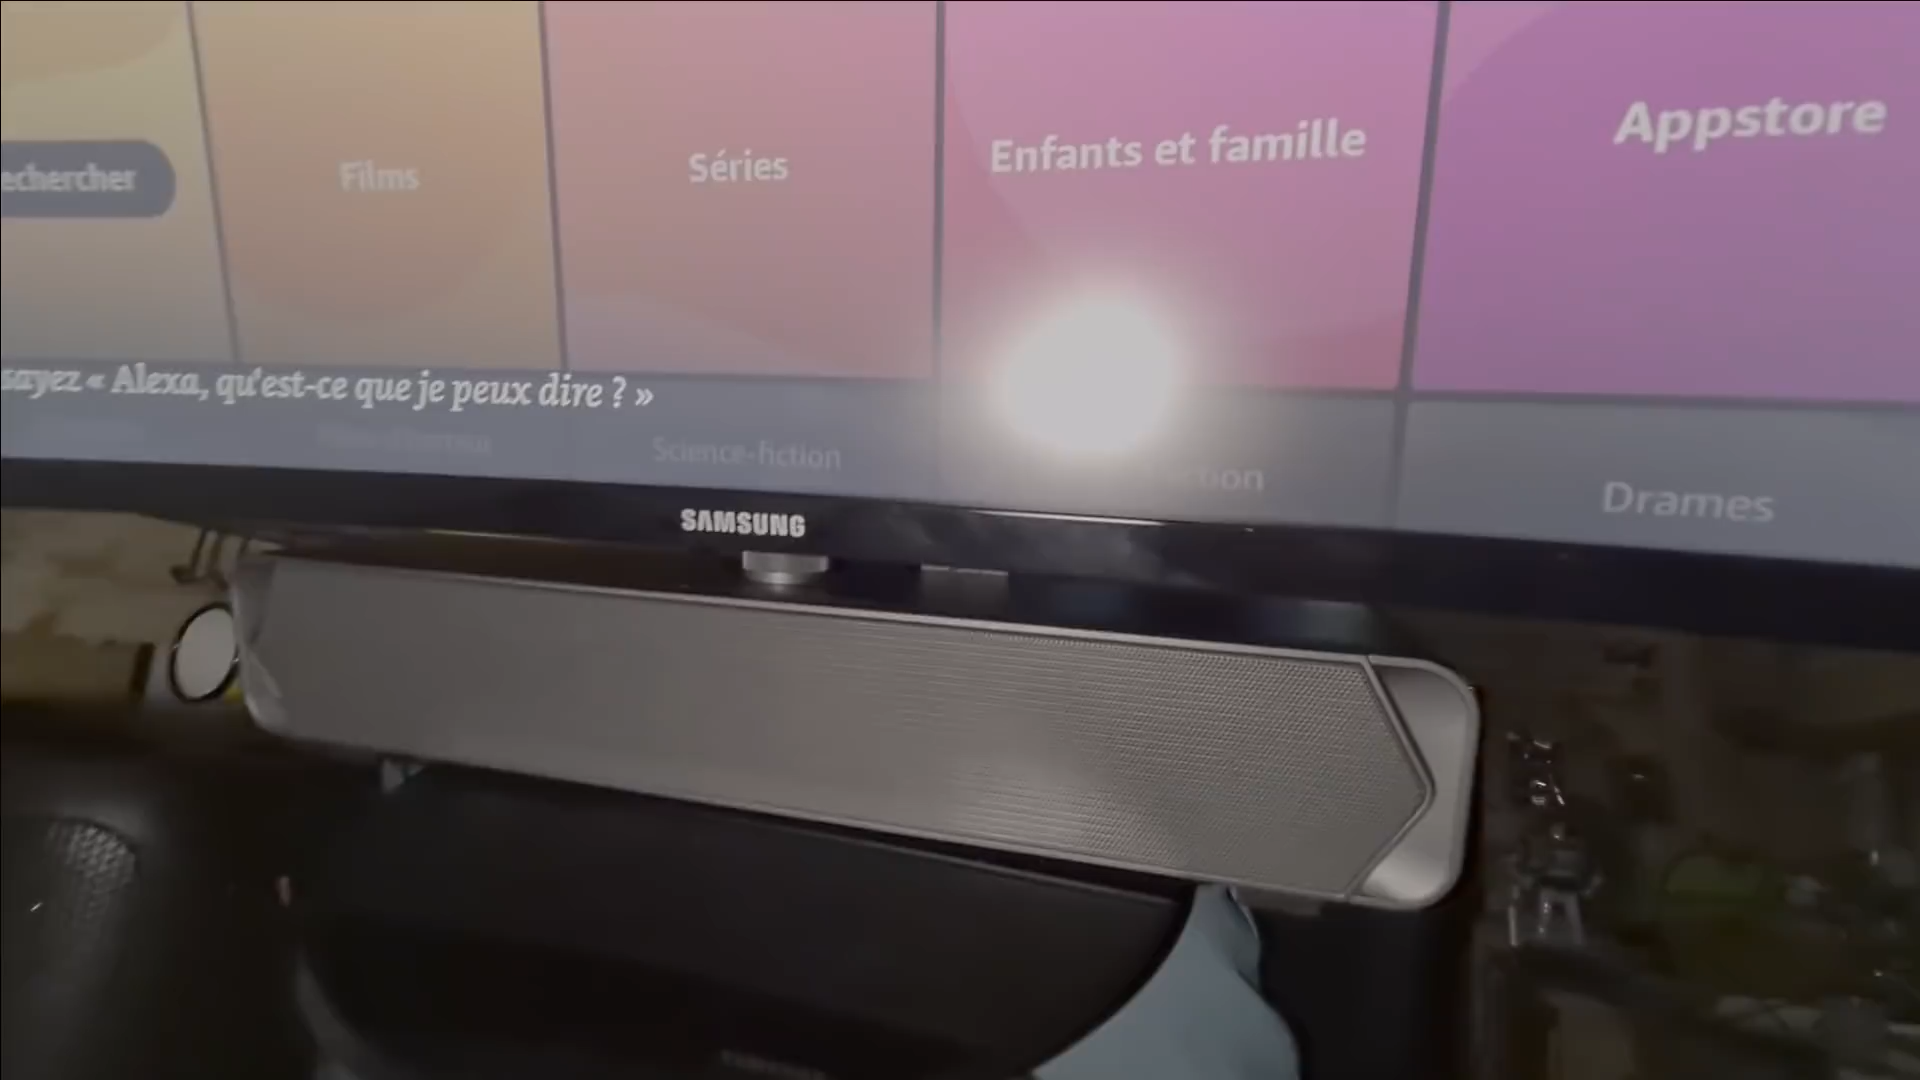 echercher
Films
Séries
Enfants et famille
Appstore
sayez « Alexa, qu'est-ce que je peux dire ? »
Science-fiction
Drames
SAMSUNG